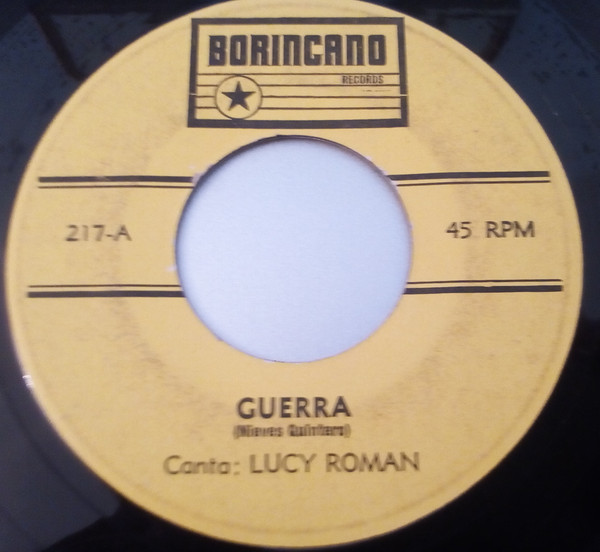 BORINCANO
RECORDS
217-A
45 RPM
GUERRA
(Nieves Quintero)
Canta: LUCY ROMAN